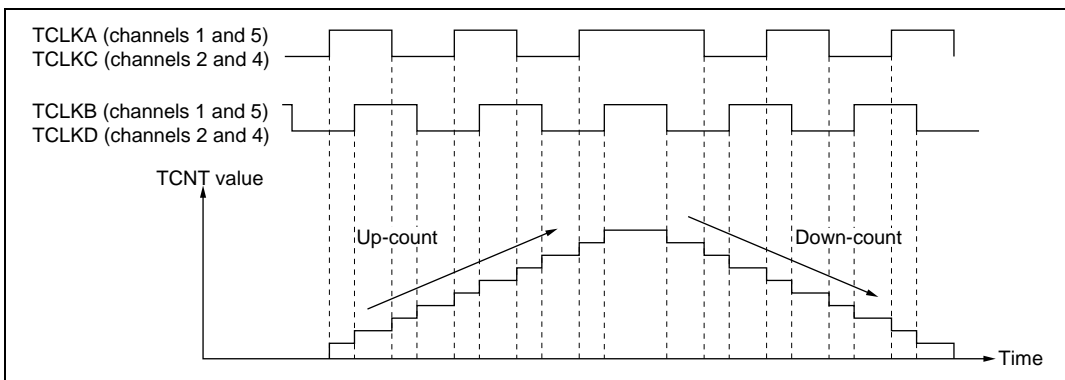 TCLKA (channels 1 and 5)
TCLKC (channels 2 and 4)
TCLKB (channels 1 and 5)
TCLKD (channels 2 and 4)
TCNT value
Up-count
Down-count
Time